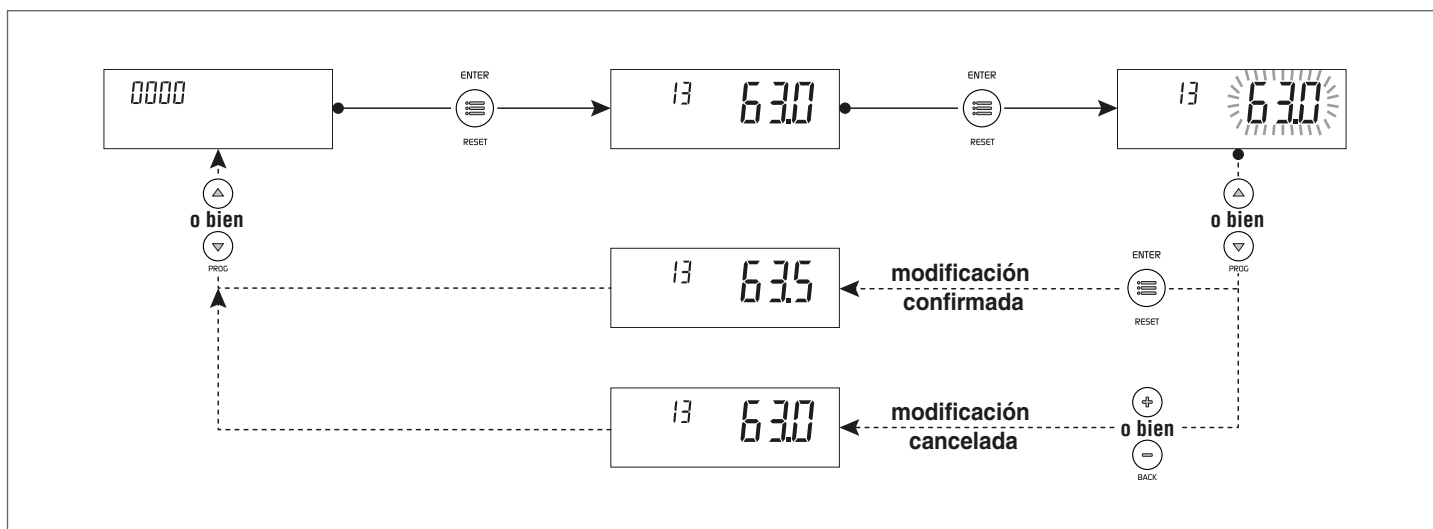 0000
ENTER
RESET
13 63.0
ENTER
RESET
13 63.0
o bien
PROG
o bien
PROG
13 63.5
modificación
confirmada
ENTER
RESET
13 63.0
modificación
cancelada
o bien
BACK